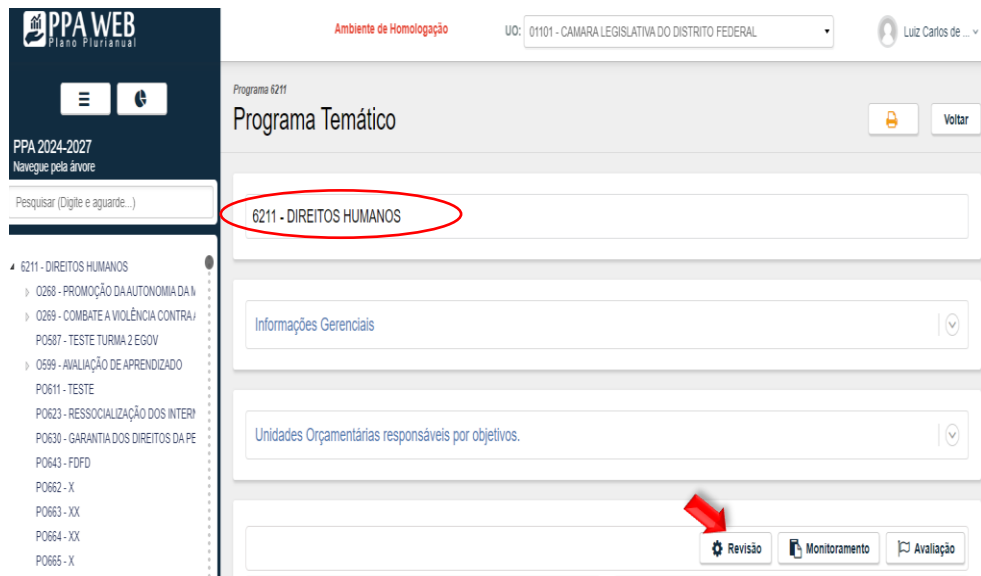 PPA WEB
Plano Plurianual
Ambiente de Homologação
UO: 01101 - CAMARA LEGISLATIVA DO DISTRITO FEDERAL
Luiz Carlos de ...
PPA 2024-2027
Navegue pela árvore
Pesquisar (Digite e aguarde...)
6211 - DIREITOS HUMANOS
O268 - PROMOÇÃO DA AUTONOMIA DA M
O269 - COMBATE A VIOLÊNCIA CONTRA
PO587 - TESTE TURMA 2 EGOV
O599 - AVALIAÇÃO DE APRENDIZADO
PO611 - TESTE
PO623 - RESSOCIALIZAÇÃO DOS INTERN
PO630 - GARANTIA DOS DIREITOS DA PE
PO643 - FDFD
PO662 - X
PO663 - XX
PO664 - XX
PO665 - X
Programa 6211
Programa Temático
Voltar
6211 - DIREITOS HUMANOS
Informações Gerenciais
Unidades Orçamentárias responsáveis por objetivos.
Revisão Monitoramento Avaliação